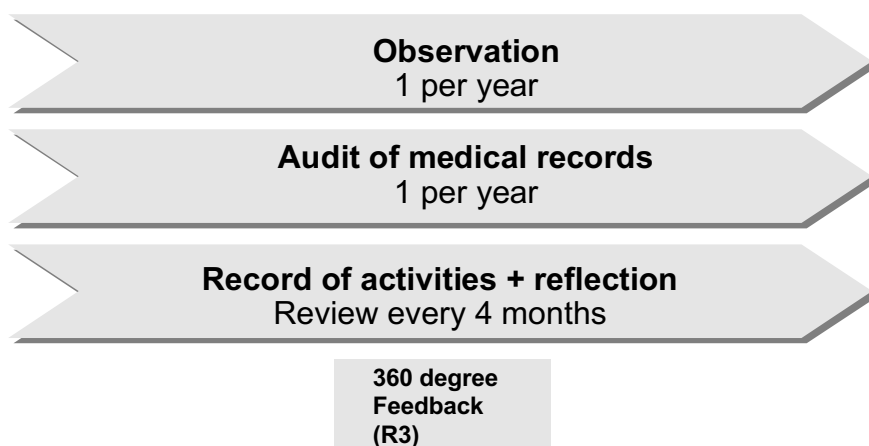 Observation
1 per year
Audit of medical records
1 per year
Record of activities + reflection
Review every 4 months
360 degree
Feedback
(R3)